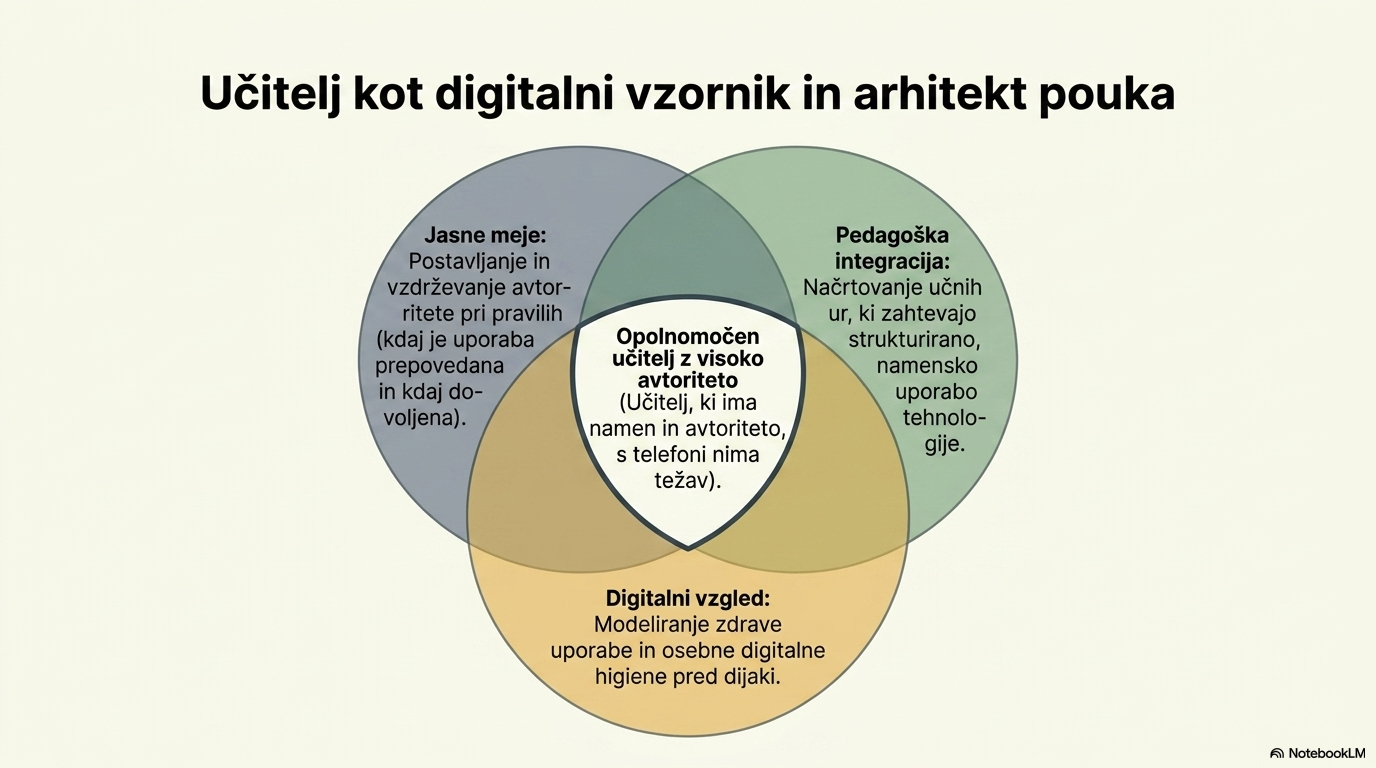 Učitelj kot digitalni vzornik in arhitekt pouka
Jasne meje:
Postavljanje in
vzdrževanje avtor-
ritete pri pravilih
(kdaj je uporaba
prepovedana
in kdaj do-
voljena).
Pedagoška
integracija:
Načrtovanje učnih
ur, ki zahtevajo
strukturirano,
namensko
uporabo
tehnolo-
gije.
Opolnomočen
učitelj z visoko
avtoriteto
(Učitelj, ki ima
namen in avtoriteto,
s telefoni nima
težav).
Digitalni vzgled:
Modeliranje zdrave
uporabe in osebne digitalne
higiene pred dijaki.
NotebookLM